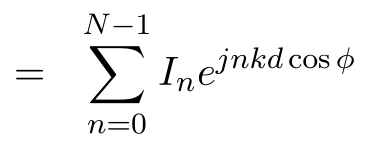 = \sum_{n=0}^{N-1} I_n e^{jnkd \cos \phi}